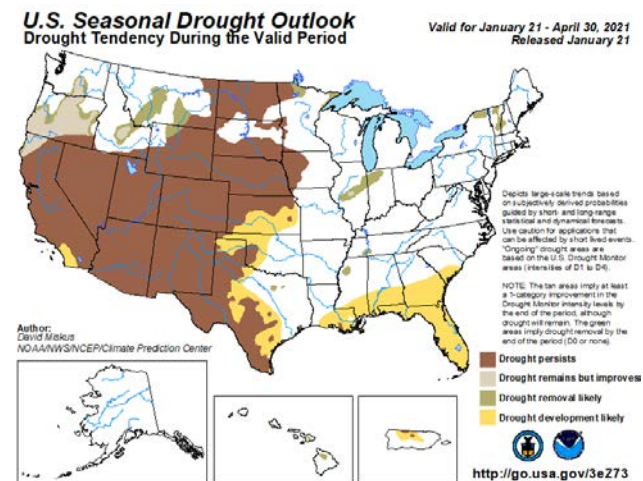 U.S. Seasonal Drought Outlook
Drought Tendency During the Valid Period
Valid for January 21 - April 30, 2021
Released January 21
Depicts large-scale trends based
on subjectively derived probabilities
guided by short- and long-range
statistical and dynamical forecasts.
Use caution for applications that
can be affected by short lived events.
"Ongoing" drought areas are
based on the U.S. Drought Monitor
areas (intensities of D1 to D4).
NOTE: The tan areas imply at least
a 1-category improvement in the
Drought Monitor intensity levels by
the end of the period, although
drought will remain. The green
areas imply drought removal by the
end of the period (D0 or none).
Author:
David Miskus
NOAA/NWS/NCEP/Climate Prediction Center
Drought persists
Drought remains but improves
Drought removal likely
Drought development likely
http://go.usa.gov/3eZ73